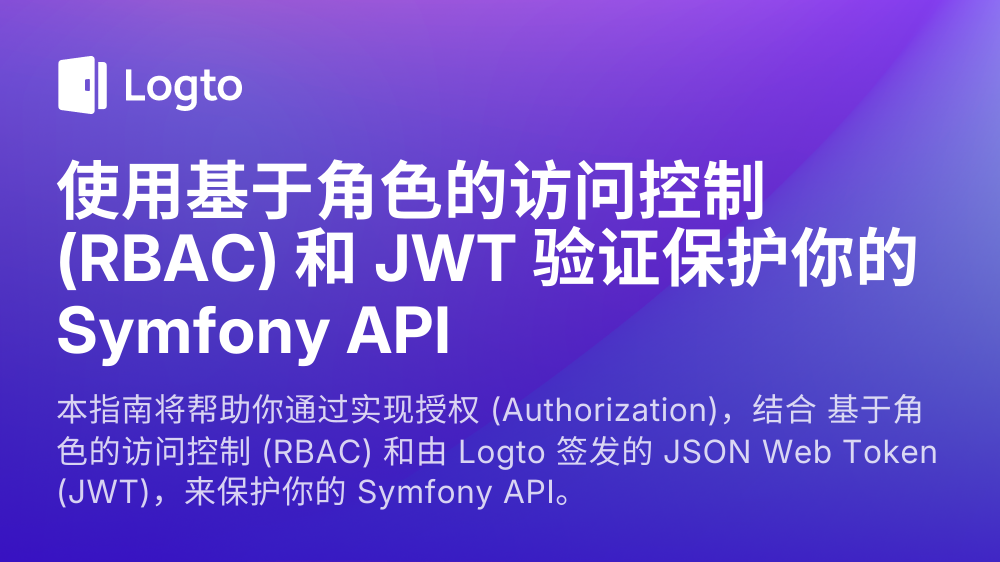 Logto
使用基于角色的访问控制
(RBAC) 和 JWT 验证保护你的
Symfony API
本指南将帮助你通过实现授权 (Authorization)，结合 基于角
色的访问控制 (RBAC) 和由 Logto 签发的 JSON Web Token
(JWT)，来保护你的 Symfony API。